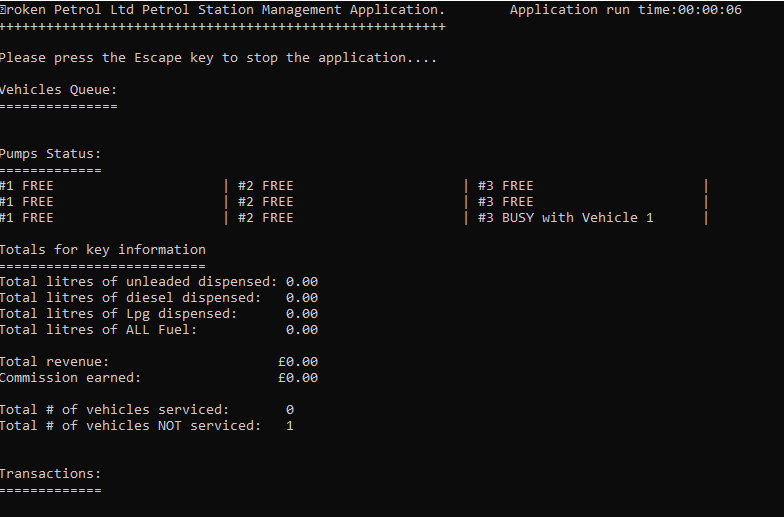 roken Petrol Ltd Petrol Station Management Application. Application run time:00:00:06
++++++++++++++++++++++++++++++++++++++++++++++++++++++++
Please press the Escape key to stop the application....
Vehicles Queue:
===============
Pumps Status:
=============
#1 FREE | #2 FREE | #3 FREE |
#1 FREE | #2 FREE | #3 FREE |
#1 FREE | #2 FREE | #3 BUSY with Vehicle 1 |
Totals for key information
==========================
Total litres of unleaded dispensed: 0.00
Total litres of diesel dispensed: 0.00
Total litres of Lpg dispensed: 0.00
Total litres of ALL Fuel: 0.00
Total revenue: £0.00
Commission earned: £0.00
Total # of vehicles serviced: 0
Total # of vehicles NOT serviced: 1
Transactions:
=============